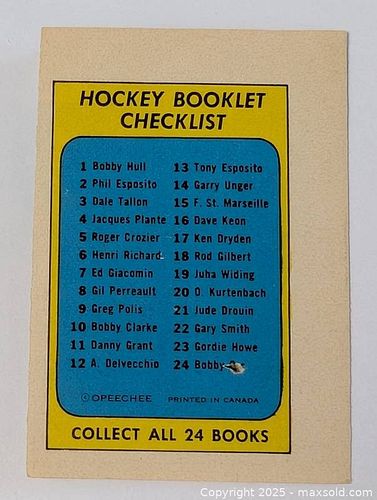 HOCKEY BOOKLET
CHECKLIST
1 Bobby Hull
2 Phil Esposito
3 Dale Tallon
4 Jacques Plante
5 Roger Crozier
6 Henri Richard
7 Ed Giacomin
8 Gil Perreault
9 Greg Polis
10 Bobby Clarke
11 Danny Grant
12 A. Delvecchio
13 Tony Esposito
14 Garry Unger
15 F. St. Marseille
16 Dave Keon
17 Ken Dryden
18 Rod Gilbert
19 Juha Widing
20 O. Kurtenbach
21 Jude Drouin
22 Gary Smith
23 Gordie Howe
24 Bobby
© OPEECHEE PRINTED IN CANADA
COLLECT ALL 24 BOOKS
Copyright © 2025 - maxsold.com